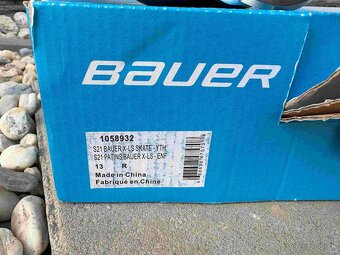 BAUER
1058932
S21 BAUER X-LS SKATE - YTH
S21 PATINS BAUER X-LS - ENF
13 R
Made in China
Fabriqué en Chine